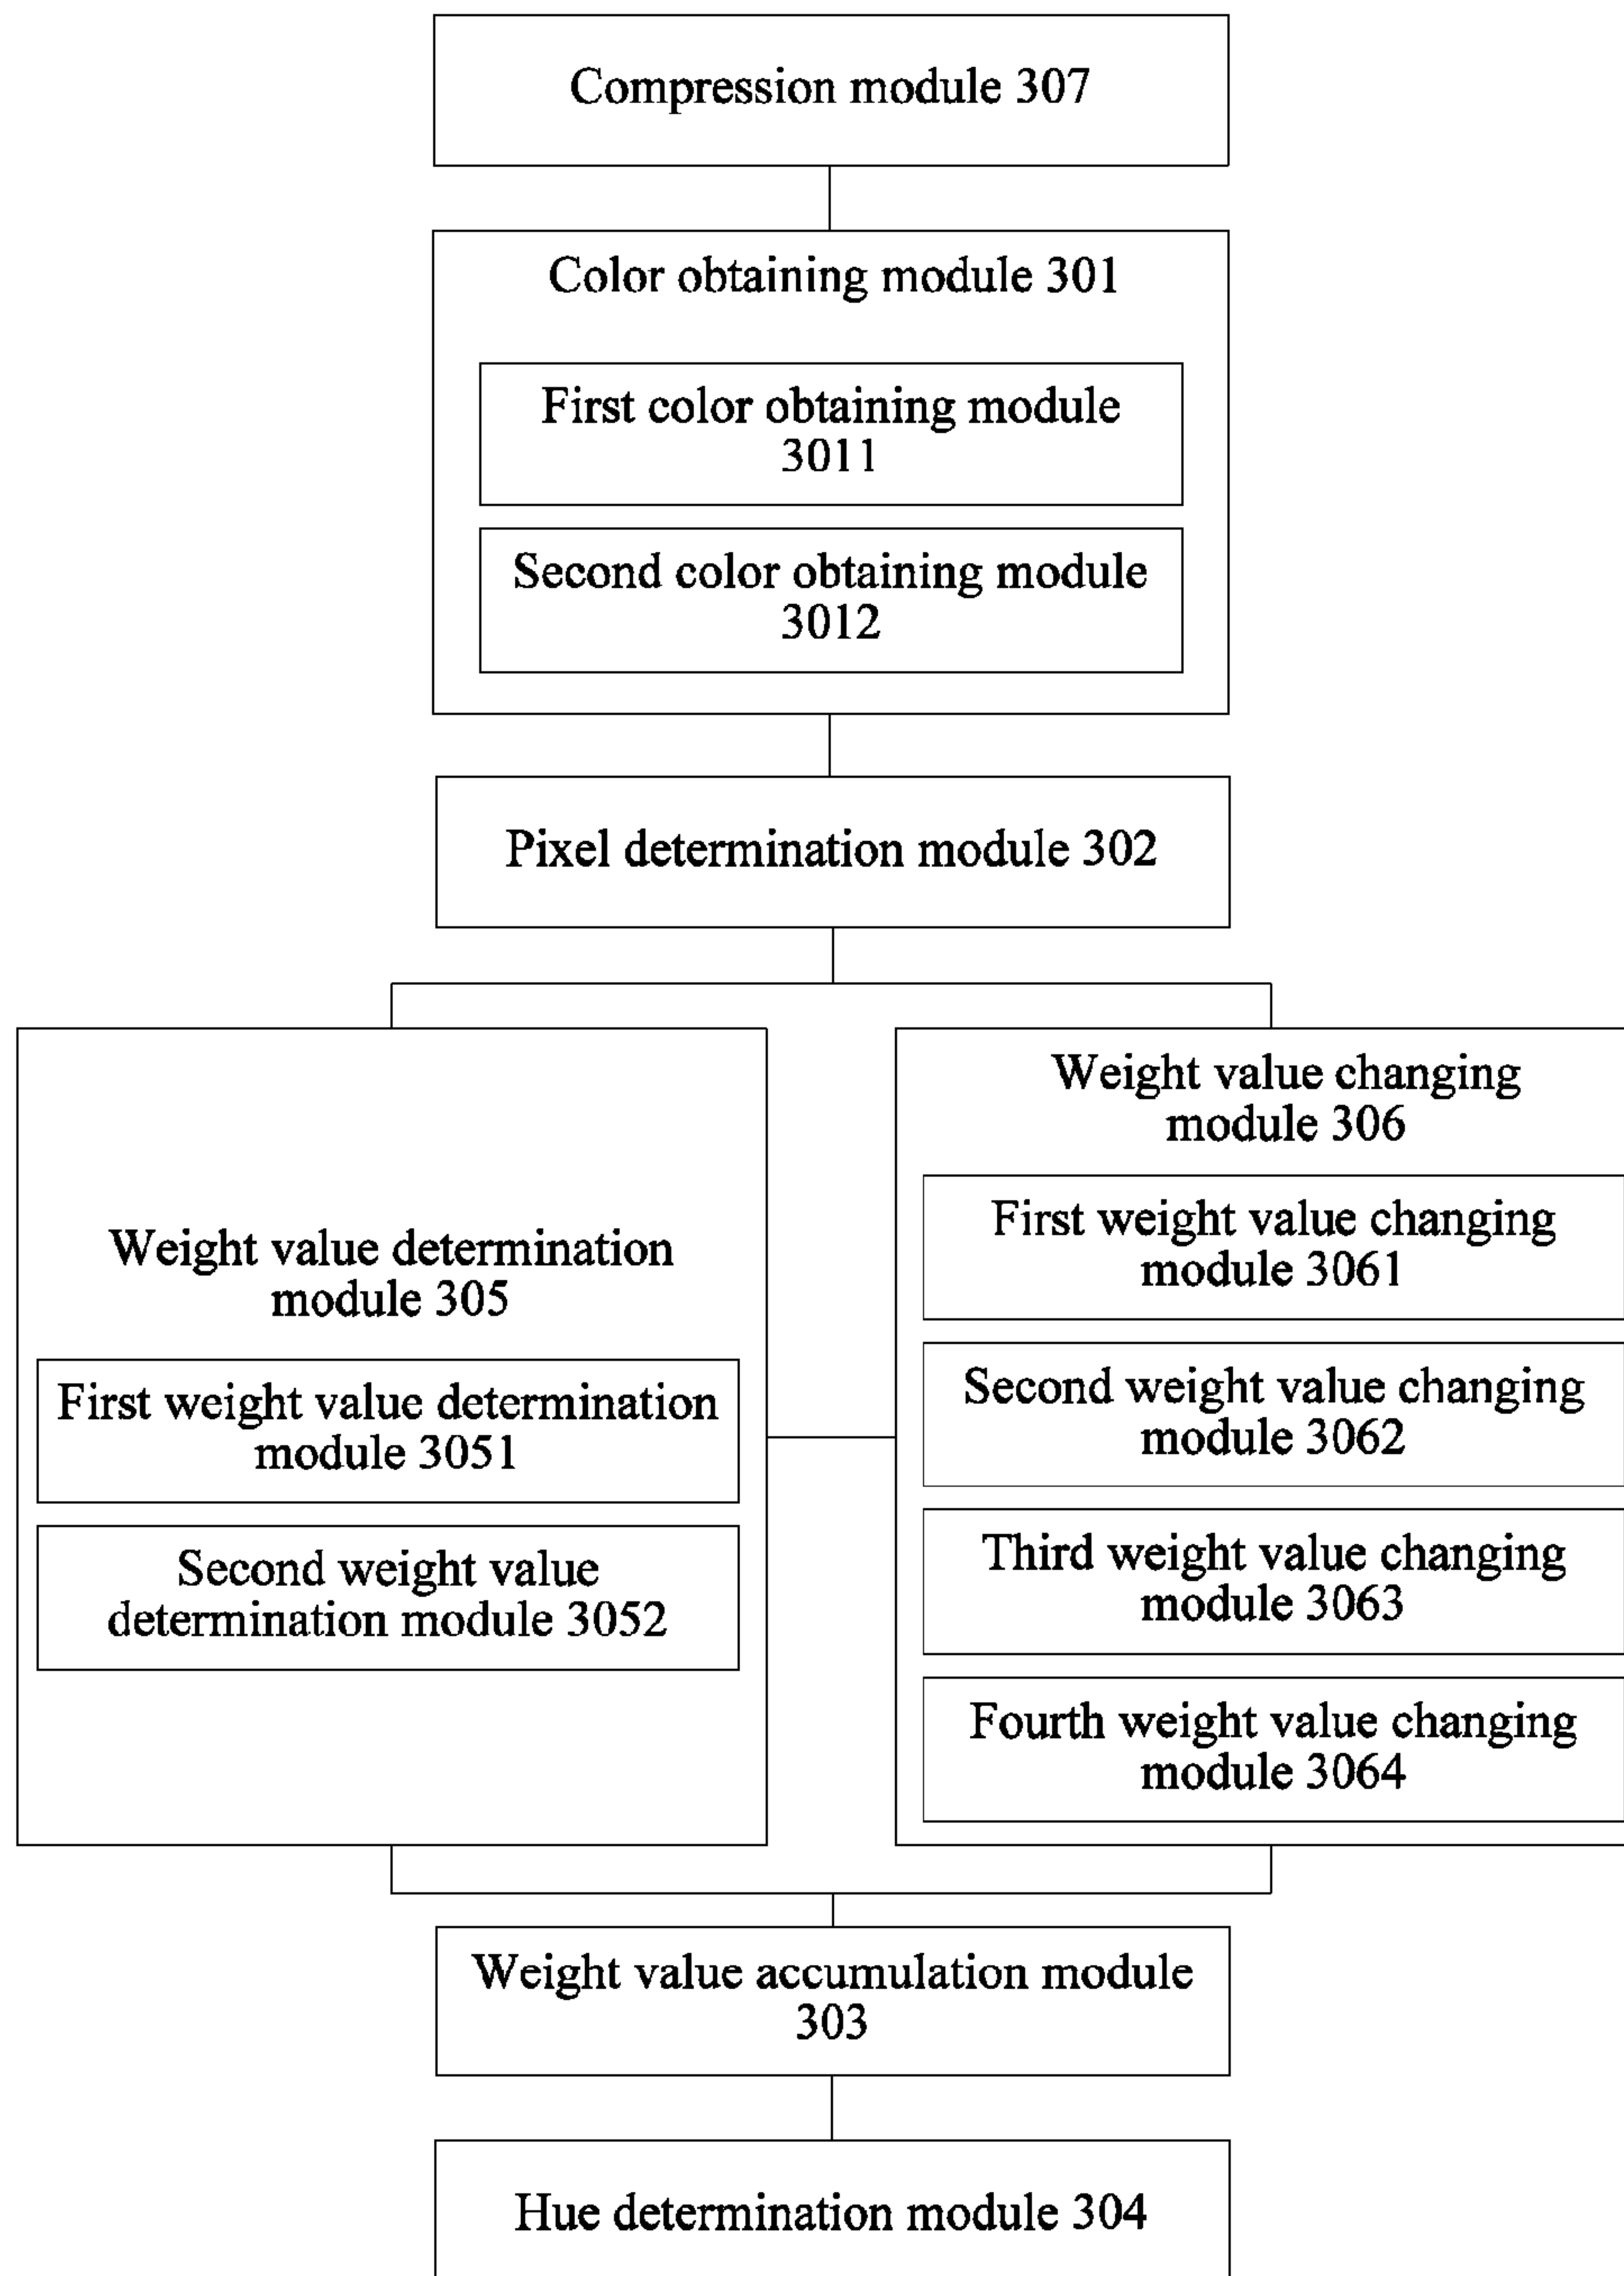 Compression module 307
Color obtaining module 301
First color obtaining module
3011
Second color obtaining module
3012
Pixel determination module 302
Weight value determination
module 305
First weight value determination
module 3051
Second weight value
determination module 3052
Weight value changing
module 306
First weight value changing
module 3061
Second weight value changing
module 3062
Third weight value changing
module 3063
Fourth weight value changing
module 3064
Weight value accumulation module
303
Hue determination module 304